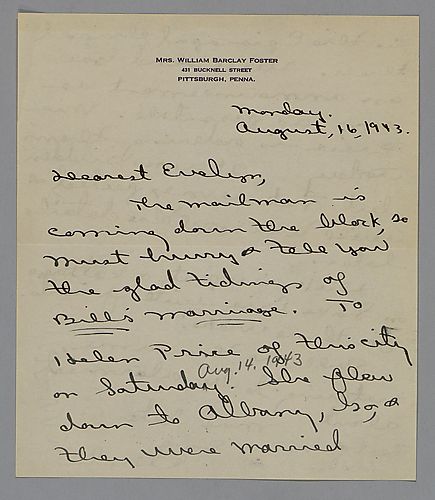 MRS. WILLIAM BARCLAY FOSTER
431 BUCKNELL STREET
PITTSBURGH, PENNA.
Monday.
August, 16, 1943.
Dearest Evelyn,
The mailman is
coming down the block, so
must hurry & tell you
the glad tidings of
Bill's marriage. To
Helen Price of this city
Aug. 14. 1943
on Saturday. She flew
down to Albany, Ga, &
they were married